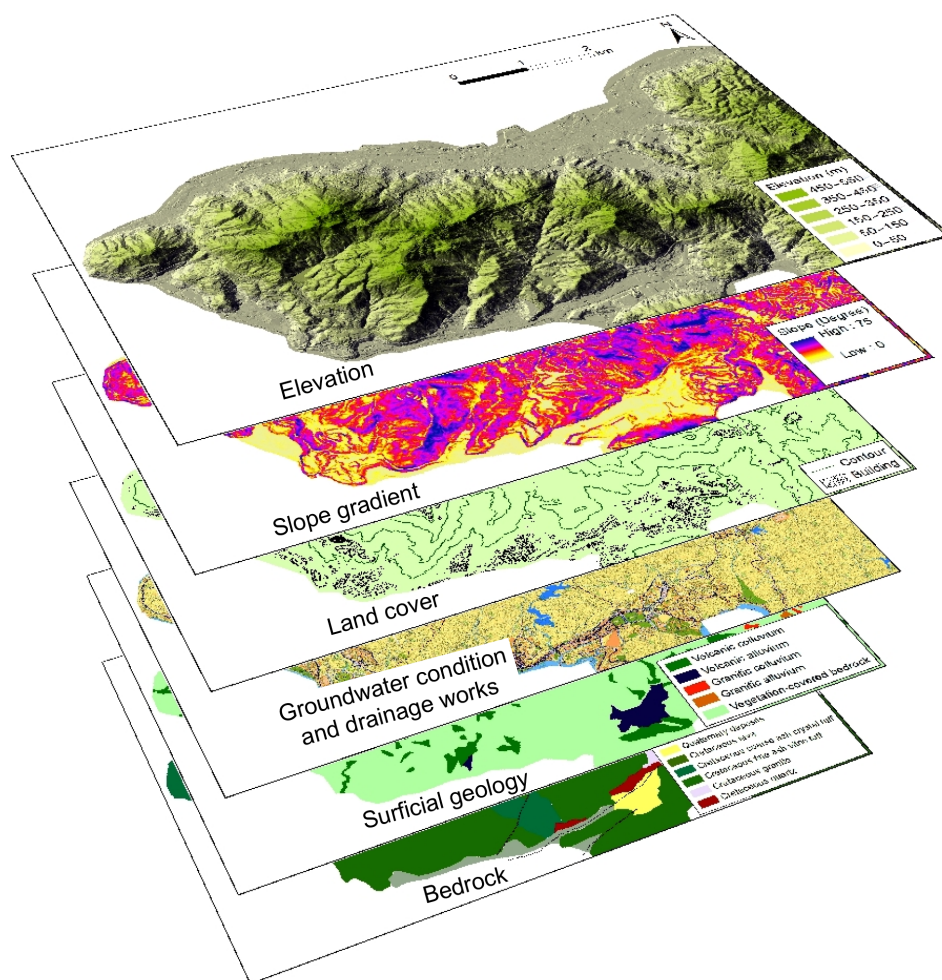 N
0 1 2
km
Elevation (m)
450–560
350–450
250–350
150–250
50–150
0–50
Elevation
Slope (Degree)
High : 75
Low : 0
Slope gradient
Contour
Building
Land cover
Groundwater condition
and drainage works
Volcanic colluvium
Volcanic alluvium
Granitic colluvium
Granitic alluvium
Vegetation-covered bedrock
Surficial geology
Quaternary deposits
Cretaceous lava
Cretaceous coarse ash crystal tuff
Cretaceous fine ash vitric tuff
Cretaceous granite
Cretaceous quartz
Bedrock